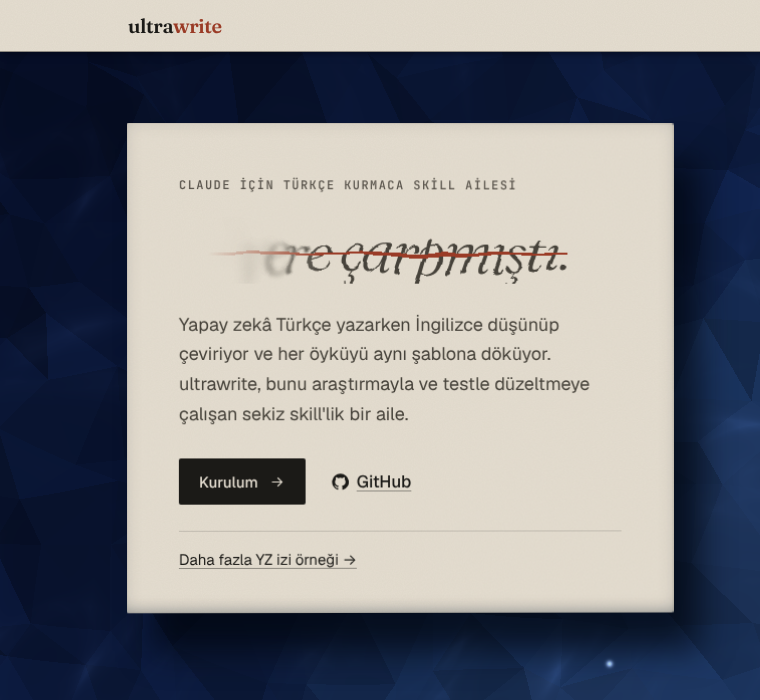 ultrawrite
CLAUDE İÇİN TÜRKÇE KURMACA SKİLL AİLESİ
çarpmıştı.
Yapay zekâ Türkçe yazarken İngilizce düşünüp
çeviriyor ve her öyküyü aynı şablona döküyor.
ultrawrite, bunu araştırmayla ve testle düzeltmeye
çalışan sekiz skill'lik bir aile.
Kurulum →
GitHub
Daha fazla YZ izi örneği →